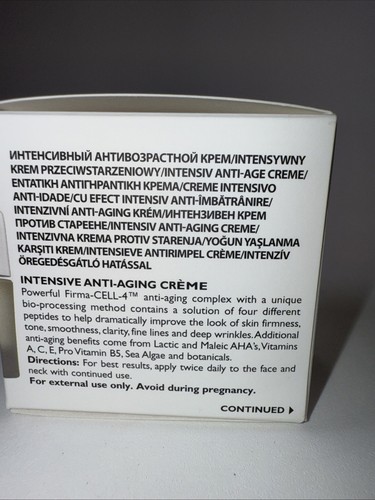 ИНТЕНСИВНЫЙ АНТИВОЗРАСТНОЙ КРЕМ/INTENSYWNY
KREM PRZECIWSTARZENIOWY/INTENSIV ANTI-AGE CREME/
ΕΝΤΑΤΙΚΗ ΑΝΤΙΓΗΡΑΝΤΙΚΗ ΚΡΕΜΑ/CREME INTENSIVO
ANTI-IDADE/CU EFECT INTENSIV ANTI-ÎMBĂTRÂNIRE/
INTENZIVNÍ ANTI-AGING KRÉM/ИНТЕНЗИВЕН КРЕМ
ПРОТИВ СТАРЕЕНЕ/INTENSIV ANTI-AGING CREME/
INTENZIVNA KREMA PROTIV STARENJA/YOĞUN YAŞLANMA
KARŞITI KREM/INTENSIEVE ANTIRIMPEL CRÈME/INTENZÍV
ÖREGEDÉSGÁTLÓ HATÁSSAL
INTENSIVE ANTI-AGING CRÈME
Powerful Firma-CELL-4™ anti-aging complex with a unique
bio-processing method contains a solution of four different
peptides to help dramatically improve the look of skin firmness,
tone, smoothness, clarity, fine lines and deep wrinkles. Additional
anti-aging benefits come from Lactic and Maleic AHA's, Vitamins
A, C, E, Pro Vitamin B5, Sea Algae and botanicals.
Directions: For best results, apply twice daily to the face and
neck with continued use.
For external use only. Avoid during pregnancy.
CONTINUED